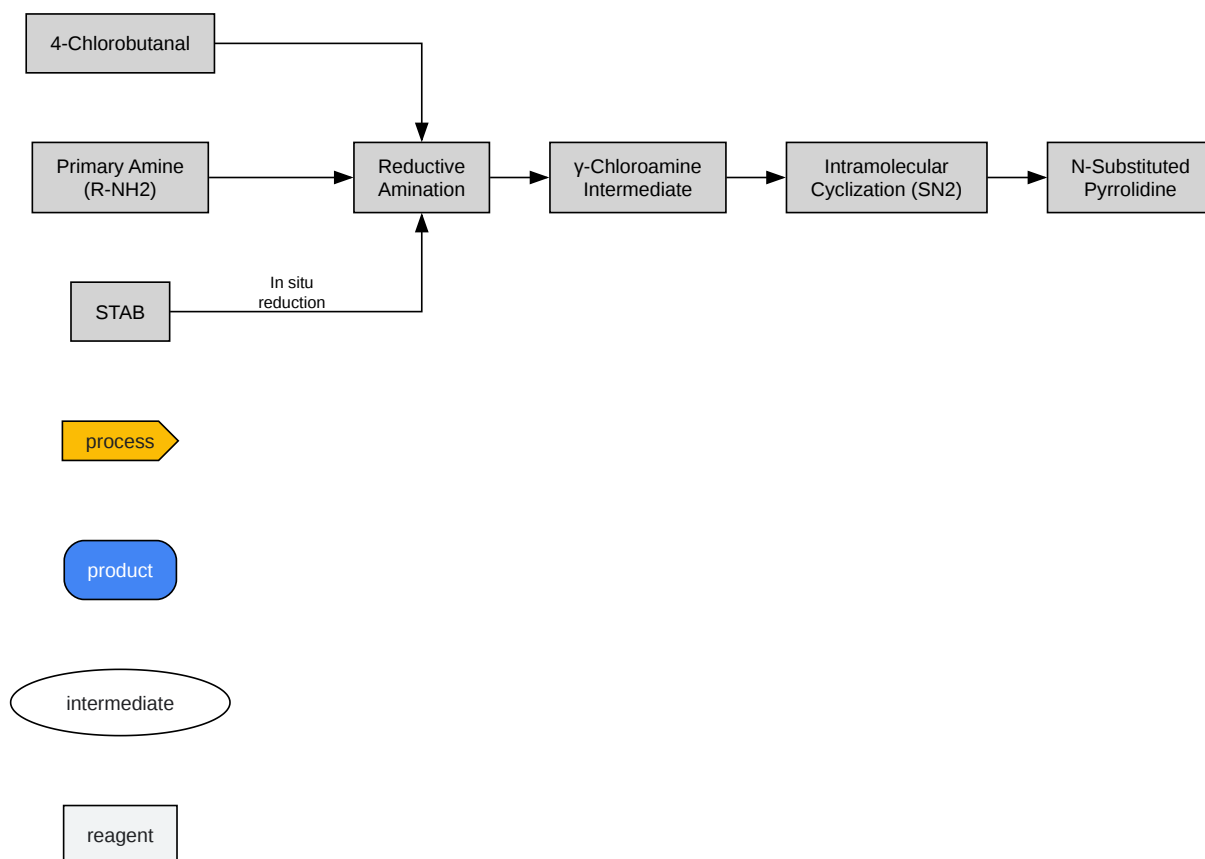 4-Chlorobutanal
Primary Amine
(R-NH2)
Reductive
Amination
γ-Chloroamine
Intermediate
Intramolecular
Cyclization (SN2)
N-Substituted
Pyrrolidine
In situ
reduction
STAB
process
product
intermediate
reagent